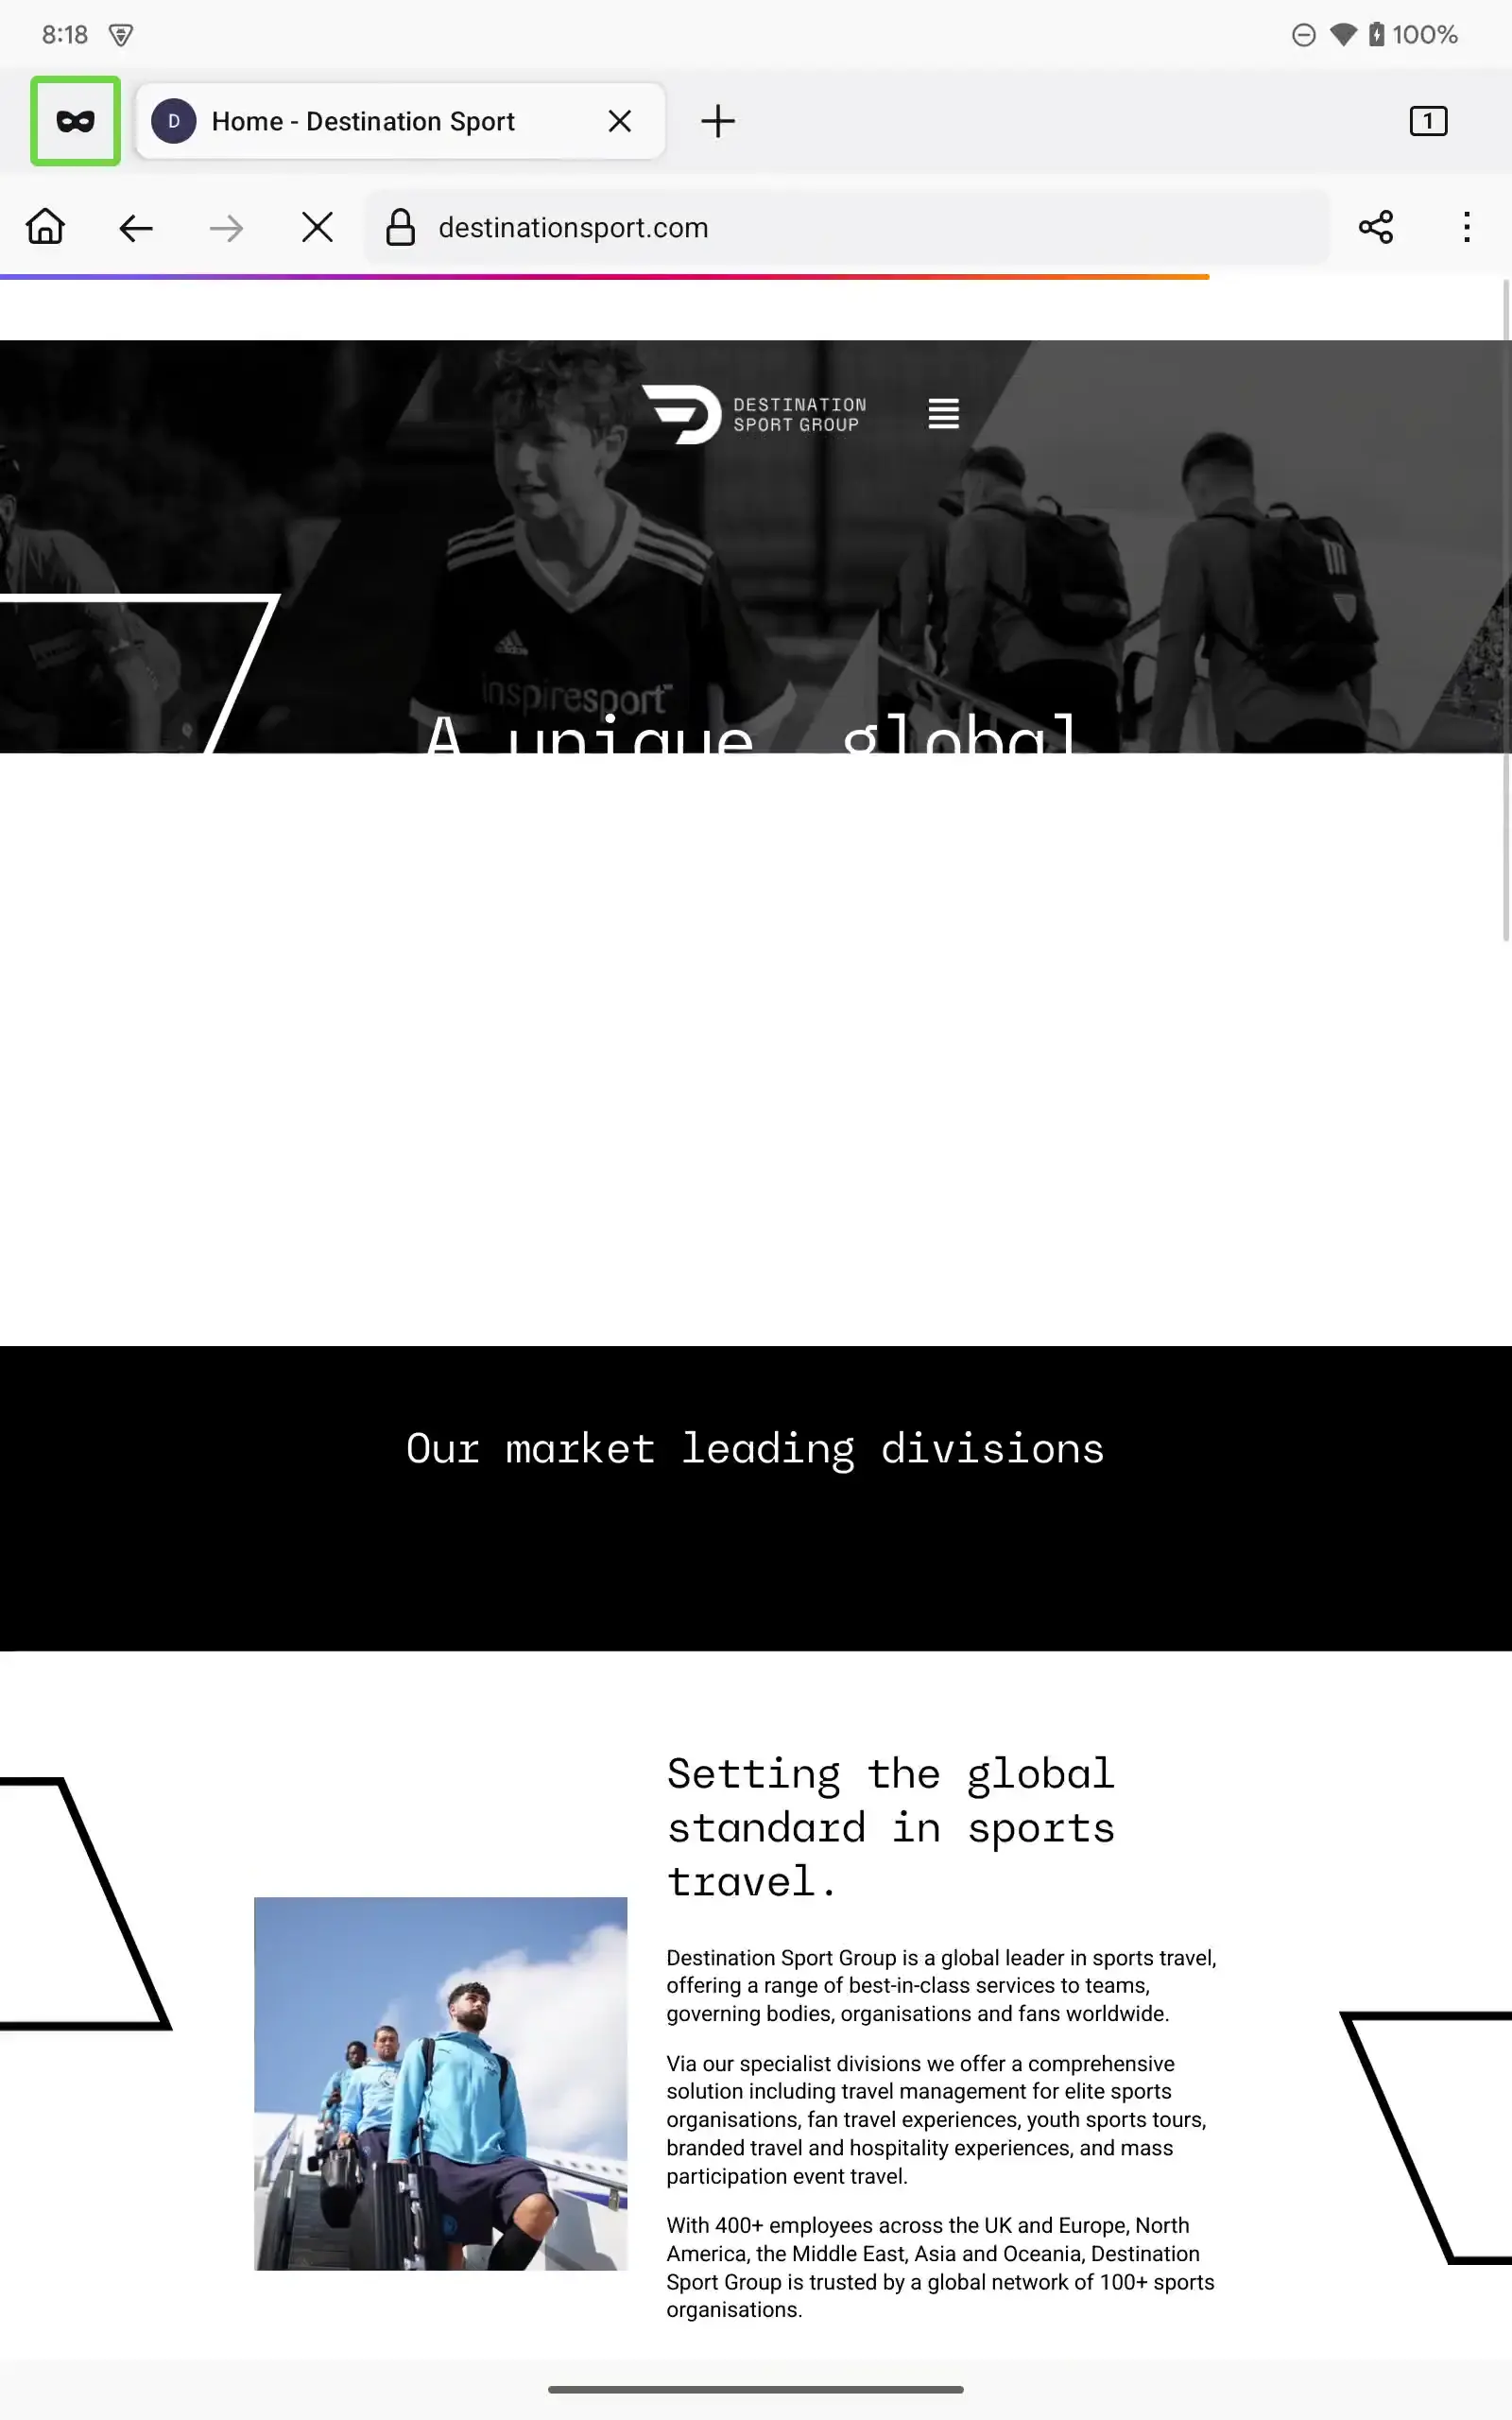 8:18
100%
D
Home - Destination Sport
1
destinationsport.com
DESTINATION
SPORT GROUP
inspiresport
A unique, global
Our market leading divisions
Setting the global
standard in sports
travel.
Destination Sport Group is a global leader in sports travel,
offering a range of best-in-class services to teams,
governing bodies, organisations and fans worldwide.
Via our specialist divisions we offer a comprehensive
solution including travel management for elite sports
organisations, fan travel experiences, youth sports tours,
branded travel and hospitality experiences, and mass
participation event travel.
With 400+ employees across the UK and Europe, North
America, the Middle East, Asia and Oceania, Destination
Sport Group is trusted by a global network of 100+ sports
organisations.